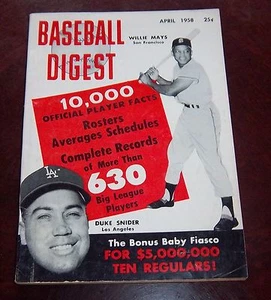 BASEBALL
DIGEST
APRIL 1958 25¢
WILLIE MAYS
San Francisco
10,000
OFFICIAL PLAYER FACTS
Rosters
Averages Schedules
Complete Records
of More Than
630
Big League
Players
LA
DUKE SNIDER
Los Angeles
The Bonus Baby Fiasco
FOR $5,000,000
TEN REGULARS!